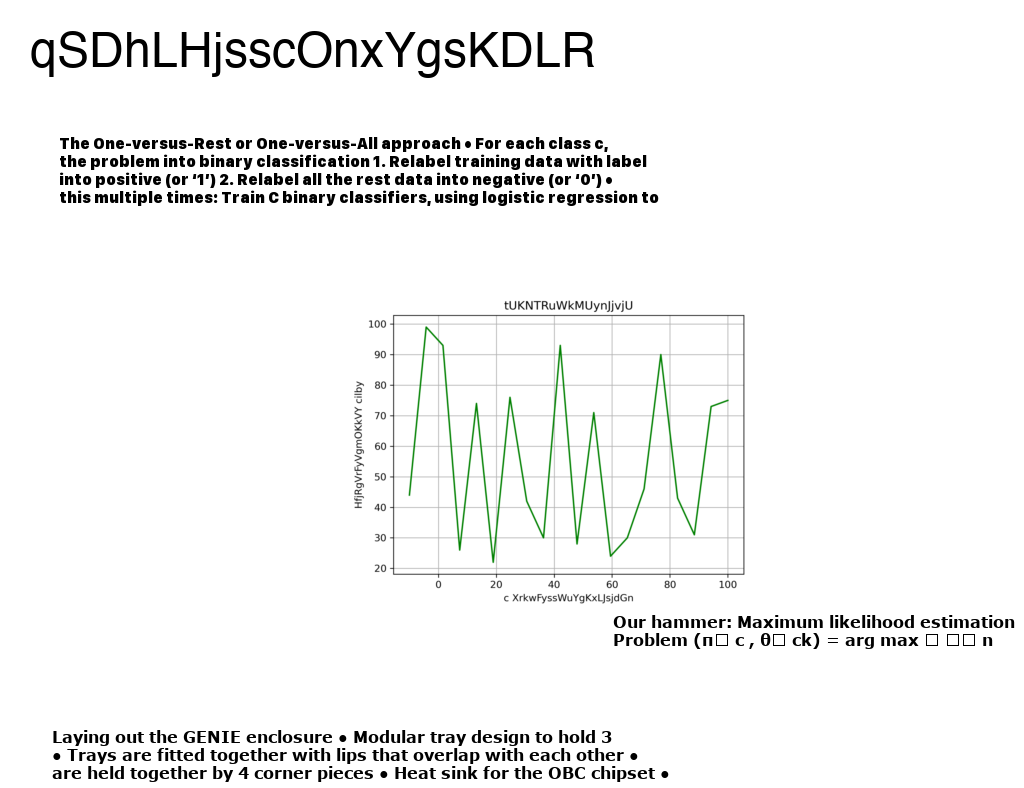 qSDhLHjsscOnxYgsKDLR
The One-versus-Rest or One-versus-All approach • For each class c,
the problem into binary classification 1. Relabel training data with label
into positive (or ‘1’) 2. Relabel all the rest data into negative (or ‘0’) •
this multiple times: Train C binary classifiers, using logistic regression to
tUKNTRuWkMUynJjvjU
100
90
80
70
60
50
40
30
20
HfjRgVrFyVgmOKkVY cilby
0 20 40 60 80 100
c XrkwFyssWuYgKxLJsjdGn
Our hammer: Maximum likelihood estimation
Problem (π□ c , θ□ ck) = arg max □ □□ n
Laying out the GENIE enclosure • Modular tray design to hold 3
• Trays are fitted together with lips that overlap with each other •
are held together by 4 corner pieces • Heat sink for the OBC chipset •